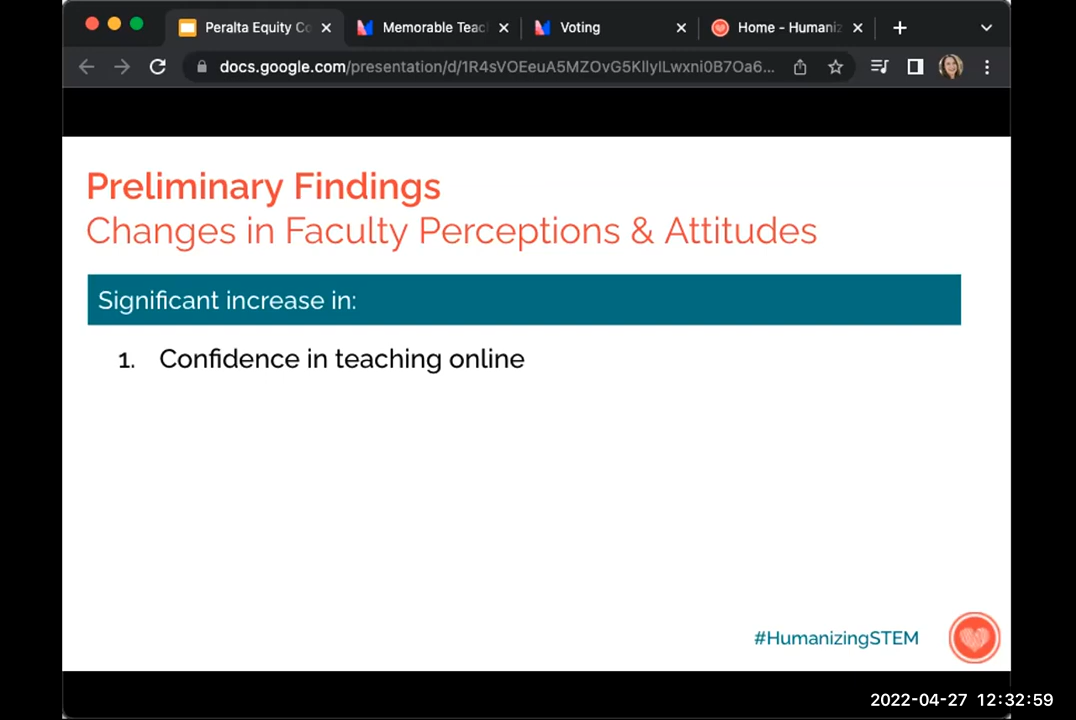 Peralta Equity Co
Memorable Teac
Voting
Home - Humaniz
docs.google.com/presentation/d/1R4sVOEeuA5MZOvG5KIlyILwxni0B7Oa6...
Preliminary Findings
Changes in Faculty Perceptions & Attitudes
Significant increase in:
1. Confidence in teaching online
#HumanizingSTEM
2022-04-27 12:32:59